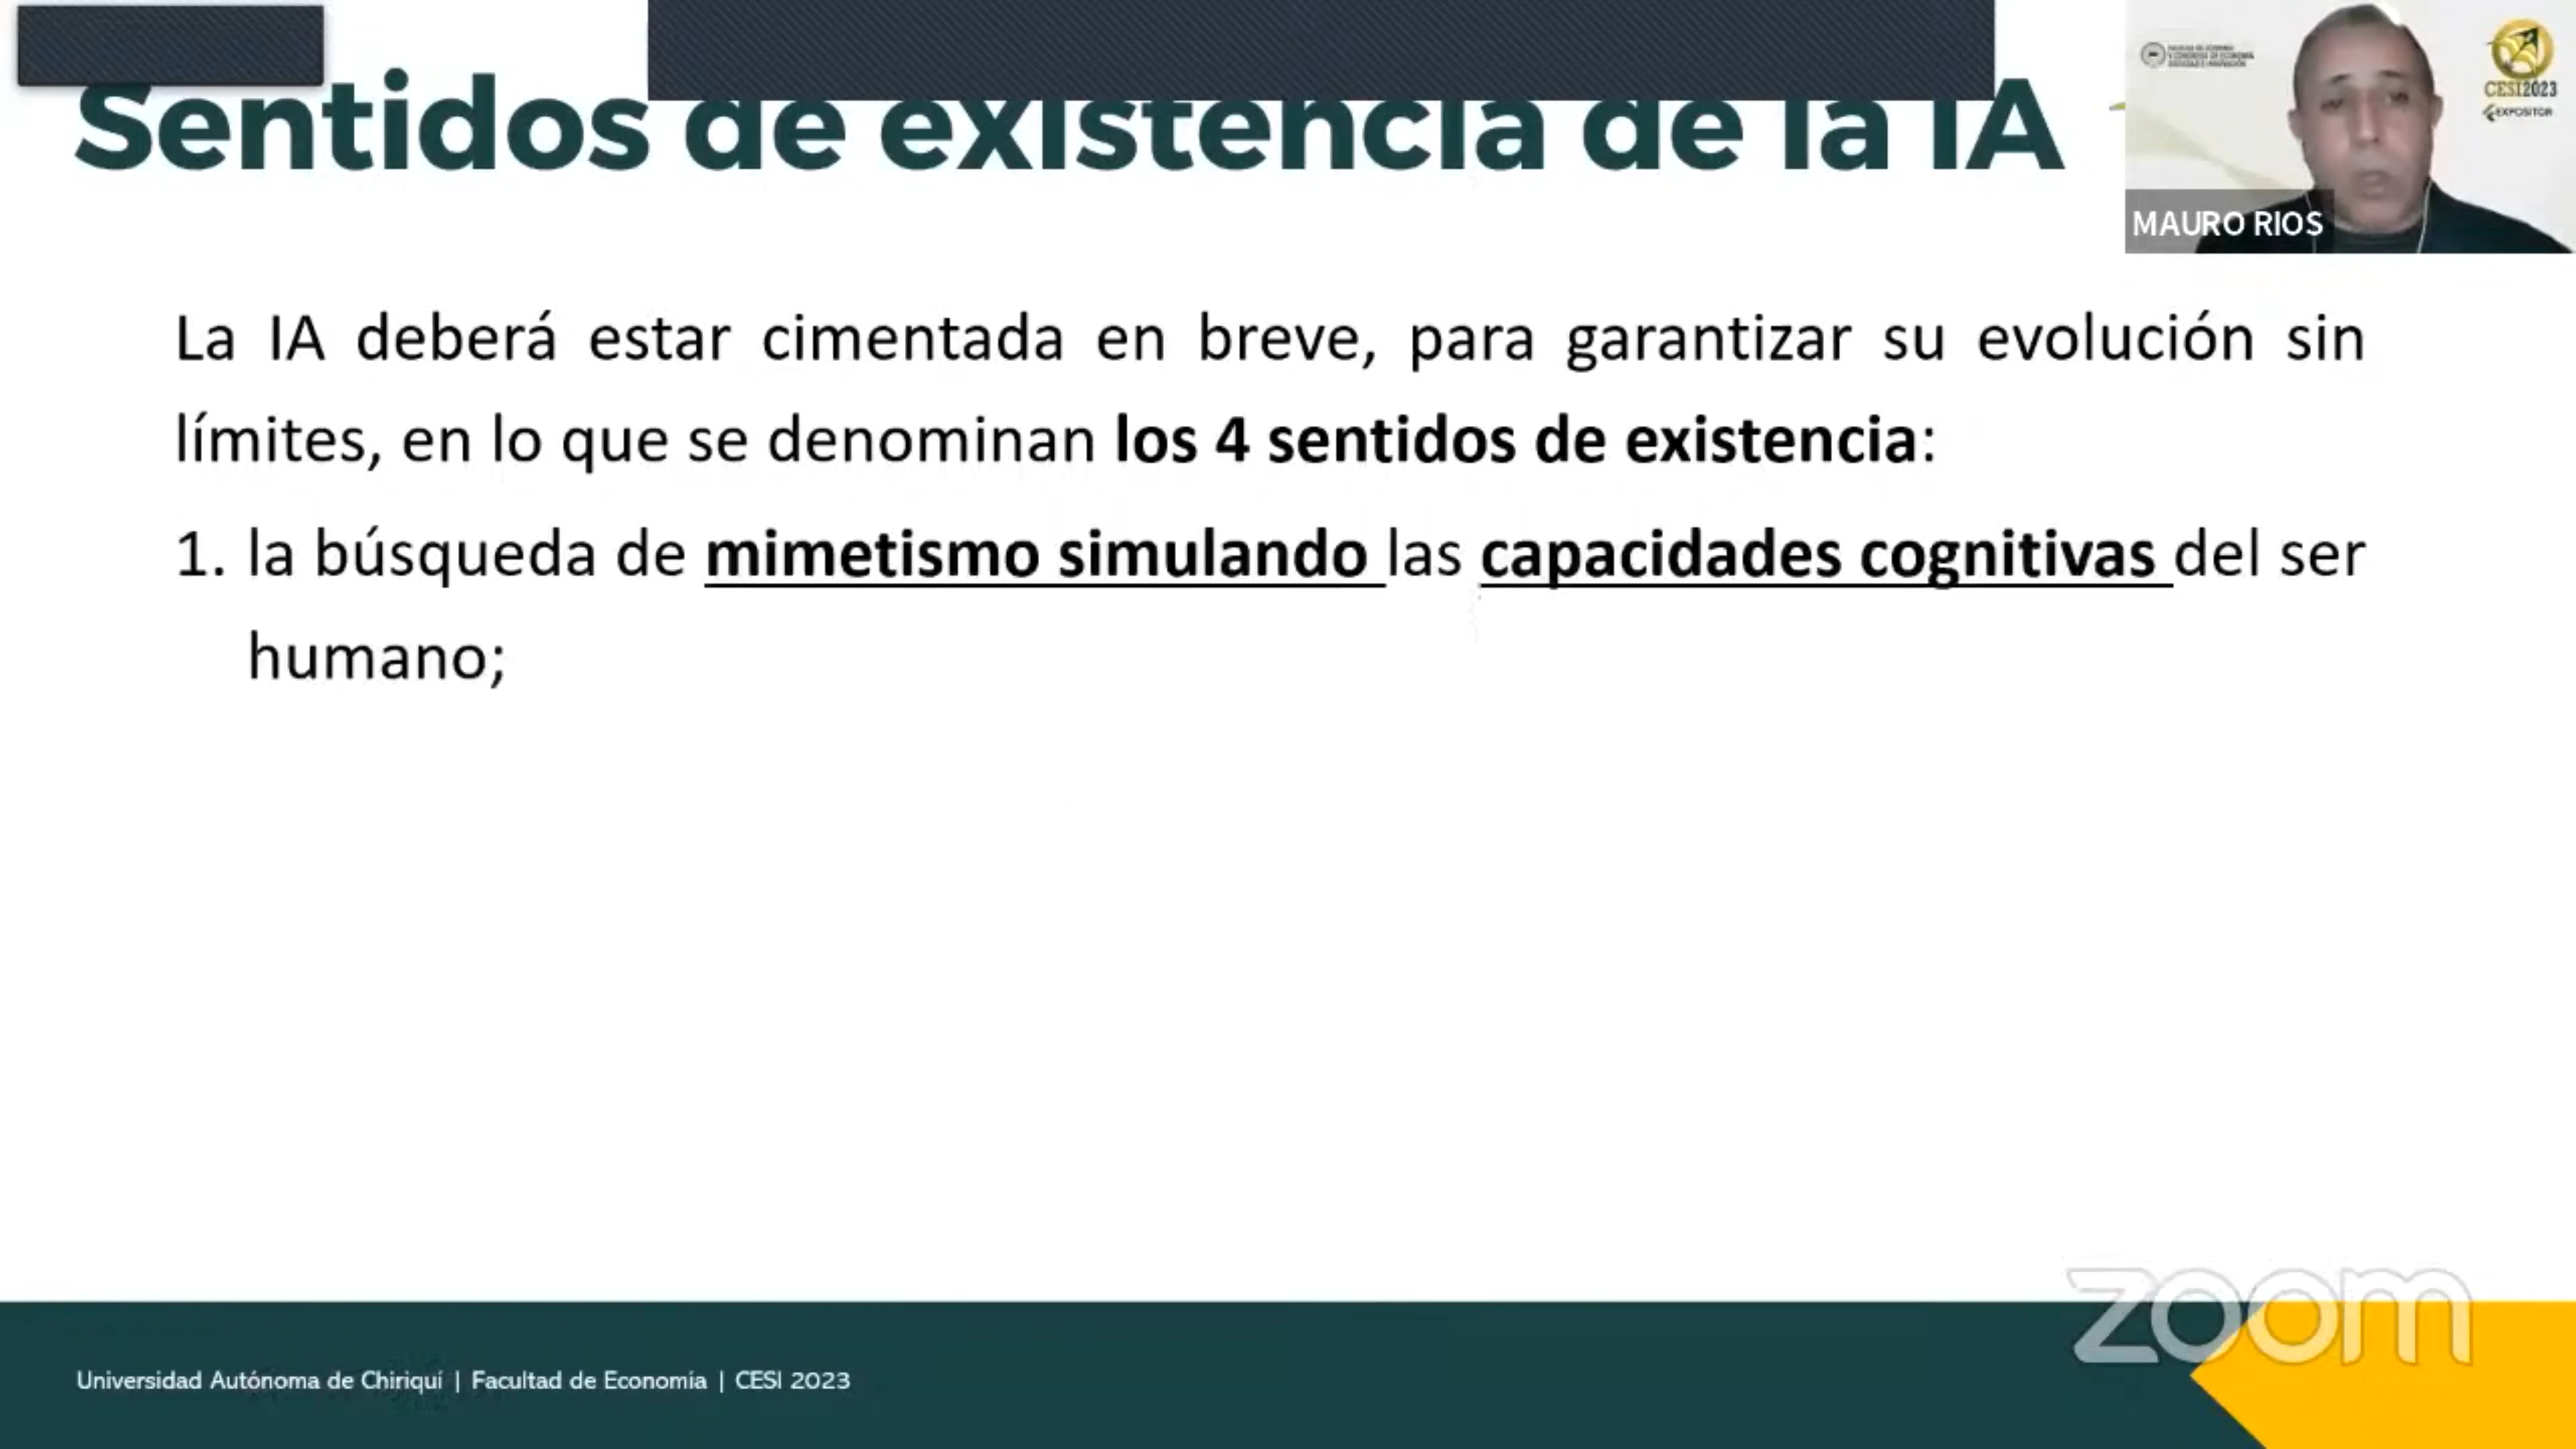 Sentidos de existencia de la IA
CESI2023
EXPOSITOR
MAURO RIOS
La IA deberá estar cimentada en breve, para garantizar su evolución sin
límites, en lo que se denominan los 4 sentidos de existencia:
1. la búsqueda de mimetismo simulando las capacidades cognitivas del ser
humano;
zoom
Universidad Autónoma de Chiriquí | Facultad de Economía | CESI 2023